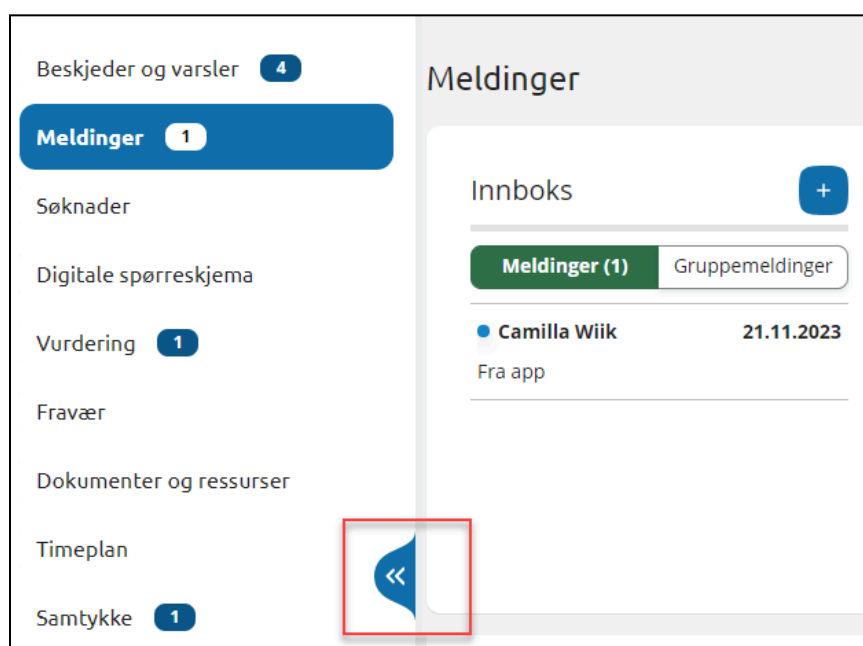 Beskjeder og varsler 4
Meldinger 1
Søknader
Digitale spørreskjema
Vurdering 1
Fravær
Dokumenter og ressurser
Timeplan
Samtykke 1
Meldinger
Innboks +
Meldinger (1) Gruppemeldinger
Camilla Wiik 21.11.2023
Fra app